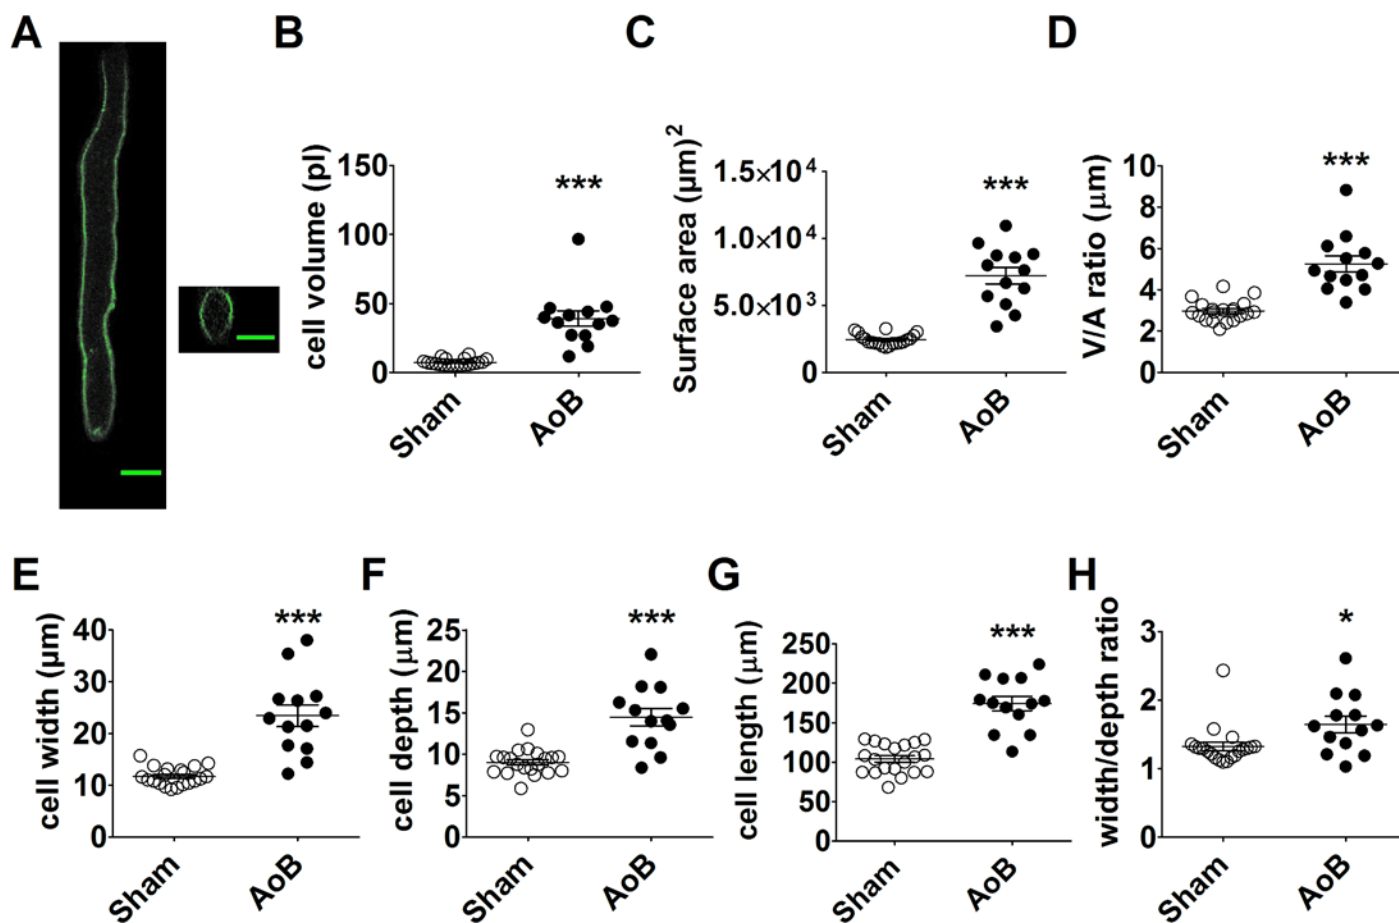 A
B
cell volume (pl)
150
100
50
0
***
Sham
AoB
C
Surface area (µm)²
1.5×10⁴
1.0×10⁴
5.0×10³
0
***
Sham
AoB
D
V/A ratio (µm)
10
8
6
4
2
0
***
Sham
AoB
E
cell width (µm)
40
30
20
10
0
***
Sham
AoB
F
cell depth (µm)
25
20
15
10
5
0
***
Sham
AoB
G
cell length (µm)
250
200
150
100
50
0
***
Sham
AoB
H
width/depth ratio
3
2
1
0
*
Sham
AoB